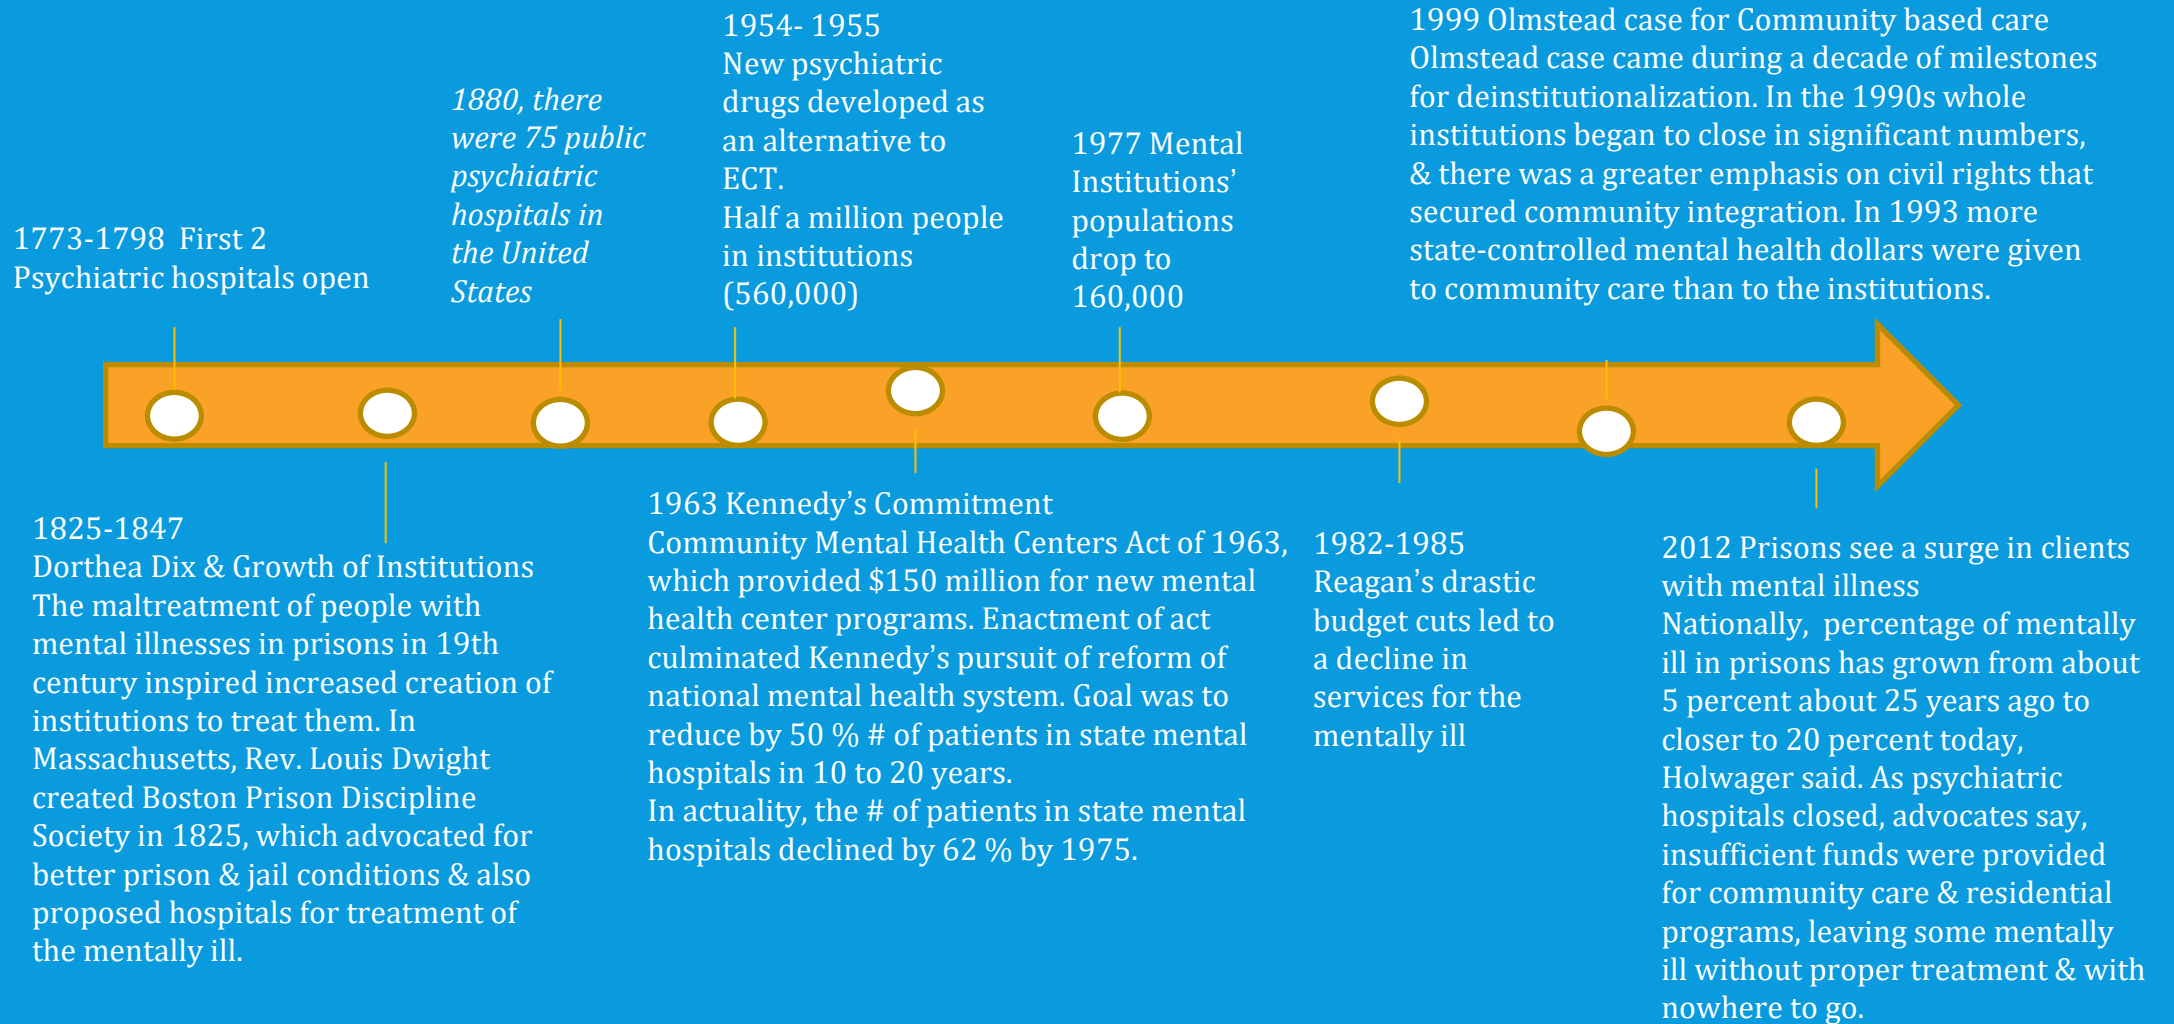 1773-1798  First 2
Psychiatric hospitals open
1825-1847
Dorthea Dix & Growth of Institutions
The maltreatment of people with
mental illnesses in prisons in 19th
century inspired increased creation of
institutions to treat them. In
Massachusetts, Rev. Louis Dwight
created Boston Prison Discipline
Society in 1825, which advocated for
better prison & jail conditions & also
proposed hospitals for treatment of
the mentally ill.
1880, there
were 75 public
psychiatric
hospitals in
the United
States
1954- 1955
New psychiatric
drugs developed as
an alternative to
ECT.
Half a million people
in institutions
(560,000)
1963 Kennedy’s Commitment
Community Mental Health Centers Act of 1963,
which provided $150 million for new mental
health center programs. Enactment of act
culminated Kennedy’s pursuit of reform of
national mental health system. Goal was to
reduce by 50 % # of patients in state mental
hospitals in 10 to 20 years.
In actuality, the # of patients in state mental
hospitals declined by 62 % by 1975.
1977 Mental
Institutions’
populations
drop to
160,000
1982-1985
Reagan’s drastic
budget cuts led to
a decline in
services for the
mentally ill
1999 Olmstead case for Community based care
Olmstead case came during a decade of milestones
for deinstitutionalization. In the 1990s whole
institutions began to close in significant numbers,
& there was a greater emphasis on civil rights that
secured community integration. In 1993 more
state-controlled mental health dollars were given
to community care than to the institutions.
2012 Prisons see a surge in clients
with mental illness
Nationally,  percentage of mentally
ill in prisons has grown from about
5 percent about 25 years ago to
closer to 20 percent today,
Holwager said. As psychiatric
hospitals closed, advocates say,
insufficient funds were provided
for community care & residential
programs, leaving some mentally
ill without proper treatment & with
nowhere to go.